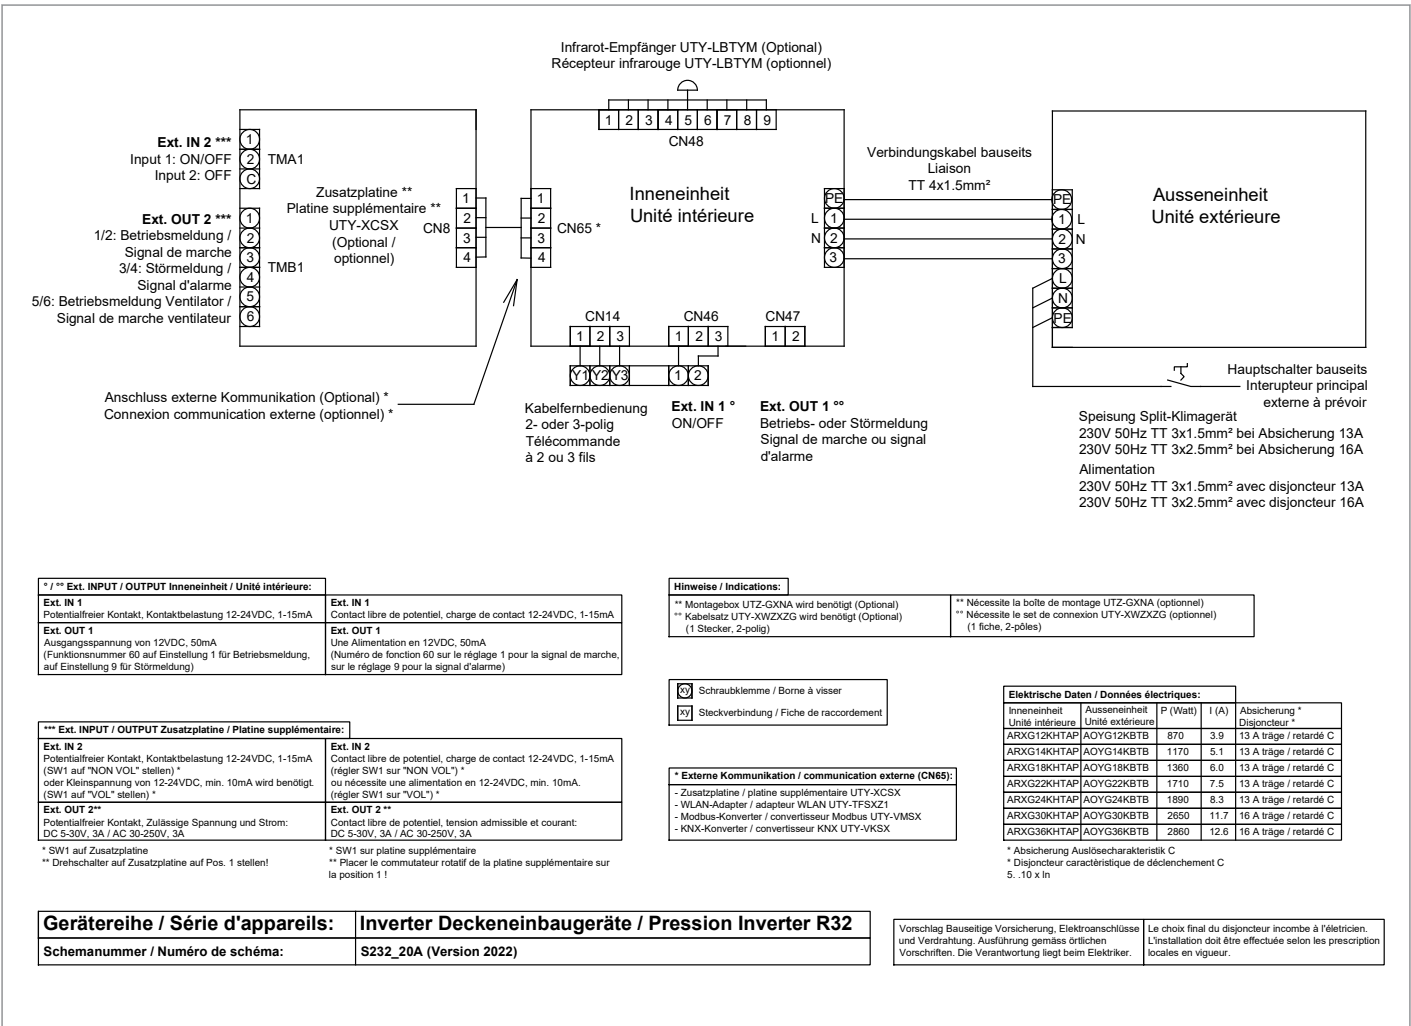 Infrarot-Empfänger UTY-LBTYM (Optional)
Récepteur infrarouge UTY-LBTYM (optionnel)
1 2 3 4 5 6 7 8 9
CN48
Ext. IN 2 ***
Input 1: ON/OFF
Input 2: OFF
1
2
C
TMA1
Ext. OUT 2 ***
1/2: Betriebsmeldung /
Signal de marche
3/4: Störmeldung /
Signal d'alarme
5/6: Betriebsmeldung Ventilator /
Signal de marche ventilateur
1
2
3
4
5
6
TMB1
Zusatzplatine **
Platine supplémentaire **
UTY-XCSX
(Optional /
optionnel)
CN8
1
2
3
4
1
2
3
4
CN65 *
Inneneinheit
Unité intérieure
PE
L 1
N 2
3
Verbindungskabel bauseits
Liaison
TT 4x1.5mm²
PE
1 L
2 N
3
L
N
PE
Ausseneinheit
Unité extérieure
CN14
1 2 3
CN46
1 2 3
CN47
1 2
Y1 Y2 Y3
1 2
Anschluss externe Kommunikation (Optional) *
Connexion communication externe (optionnel) *
Kabelfernbedienung
2- oder 3-polig
Télécommande
à 2 ou 3 fils
Ext. IN 1 °
ON/OFF
Ext. OUT 1 °°
Betriebs- oder Störmeldung
Signal de marche ou signal
d'alarme
Hauptschalter bauseits
Interupteur principal
externe à prévoir
Speisung Split-Klimagerät
230V 50Hz TT 3x1.5mm² bei Absicherung 13A
230V 50Hz TT 3x2.5mm² bei Absicherung 16A
Alimentation
230V 50Hz TT 3x1.5mm² avec disjoncteur 13A
230V 50Hz TT 3x2.5mm² avec disjoncteur 16A
° / °° Ext. INPUT / OUTPUT Inneneinheit / Unité intérieure:
Ext. IN 1
Potentialfreier Kontakt, Kontaktbelastung 12-24VDC, 1-15mA
Ext. IN 1
Contact libre de potentiel, charge de contact 12-24VDC, 1-15mA
Ext. OUT 1
Ausgangsspannung von 12VDC, 50mA
(Funktionsnummer 60 auf Einstellung 1 für Betriebsmeldung,
auf Einstellung 9 für Störmeldung)
Ext. OUT 1
Une Alimentation en 12VDC, 50mA
(Numéro de fonction 60 sur le réglage 1 pour la signal de marche,
sur le réglage 9 pour la signal d'alarme)
*** Ext. INPUT / OUTPUT Zusatzplatine / Platine supplémentaire:
Ext. IN 2
Potentialfreier Kontakt, Kontaktbelastung 12-24VDC, 1-15mA
(SW1 auf "NON VOL" stellen) *
oder Kleinspannung von 12-24VDC, min. 10mA wird benötigt.
(SW1 auf "VOL" stellen) *
Ext. IN 2
Contact libre de potentiel, charge de contact 12-24VDC, 1-15mA
(régler SW1 sur "NON VOL") *
ou nécessite une alimentation en 12-24VDC, min. 10mA.
(régler SW1 sur "VOL") *
Ext. OUT 2**
Potentialfreier Kontakt, Zulässige Spannung und Strom:
DC 5-30V, 3A / AC 30-250V, 3A
Ext. OUT 2 **
Contact libre de potentiel, tension admissible et courant:
DC 5-30V, 3A / AC 30-250V, 3A
* SW1 auf Zusatzplatine
** Drehschalter auf Zusatzplatine auf Pos. 1 stellen!
* SW1 sur platine supplémentaire
** Placer le commutateur rotatif de la platine supplémentaire sur
la position 1 !
Hinweise / Indications:
** Montagebox UTZ-GXNA wird benötigt (Optional)
°° Kabelsatz UTY-XWZXZG wird benötigt (Optional)
(1 Stecker, 2-polig)
** Nécessite la boîte de montage UTZ-GXNA (optionnel)
°° Nécessite le set de connexion UTY-XWZXZG (optionnel)
(1 fiche, 2-pôles)
xy Schraubklemme / Borne à visser
xy Steckverbindung / Fiche de raccordement
* Externe Kommunikation / communication externe (CN65):
- Zusatzplatine / platine supplémentaire UTY-XCSX
- WLAN-Adapter / adapteur WLAN UTY-TFSXZ1
- Modbus-Konverter / convertisseur Modbus UTY-VMSX
- KNX-Konverter / convertisseur KNX UTY-VKSX
Elektrische Daten / Données électriques:
Inneneinheit Ausseneinheit P (Watt) I (A) Absicherung *
Unité intérieure Unité extérieure Disjoncteur *
ARXG12KHTAP AOYG12KBTB 870 3.9 13 A träge / retardé C
ARXG14KHTAP AOYG14KBTB 1170 5.1 13 A träge / retardé C
ARXG18KHTAP AOYG18KBTB 1360 6.0 13 A träge / retardé C
ARXG22KHTAP AOYG22KBTB 1710 7.5 13 A träge / retardé C
ARXG24KHTAP AOYG24KBTB 1890 8.3 13 A träge / retardé C
ARXG30KHTAP AOYG30KBTB 2650 11.7 16 A träge / retardé C
ARXG36KHTAP AOYG36KBTB 2860 12.6 16 A träge / retardé C
* Absicherung Auslösecharakteristik C
* Disjoncteur caractèristique de déclenchement C
5. .10 x In
Gerätereihe / Série d'appareils: Inverter Deckeneinbaugeräte / Pression Inverter R32
Schemanummer / Numéro de schéma: S232_20A (Version 2022)
Vorschlag Bauseitige Vorsicherung, Elektroanschlüsse
und Verdrahtung. Ausführung gemäss örtlichen
Vorschriften. Die Verantwortung liegt beim Elektriker.
Le choix final du disjoncteur incombe à l'életricien.
L'installation doit être effectuée selon les prescription
locales en vigueur.